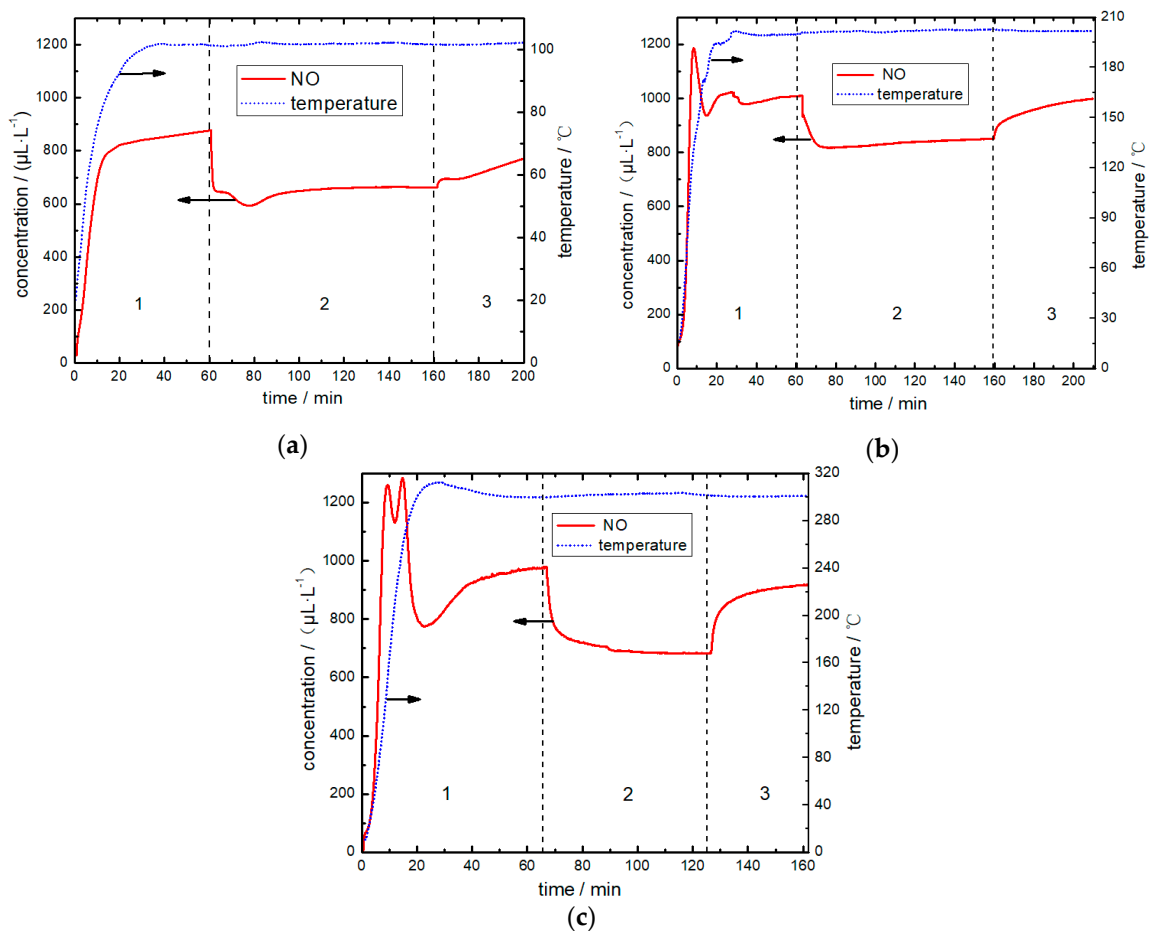 1200
1000
800
600
400
200
0
concentration / (μL·L-1)
NO
temperature
1
2
3
100
80
60
40
20
0
temperature / ℃
0 20 40 60 80 100 120 140 160 180 200
time / min
(a)
1200
1000
800
600
400
200
0
concentration / (μL·L-1)
NO
temperature
1
2
3
210
180
150
120
90
60
30
0
temperature / ℃
0 20 40 60 80 100 120 140 160 180 200
time / min
(b)
1200
1000
800
600
400
200
0
concentration / (μL·L-1)
NO
temperature
1
2
3
320
280
240
200
160
120
80
40
0
temperature / ℃
0 20 40 60 80 100 120 140 160
time / min
(c)